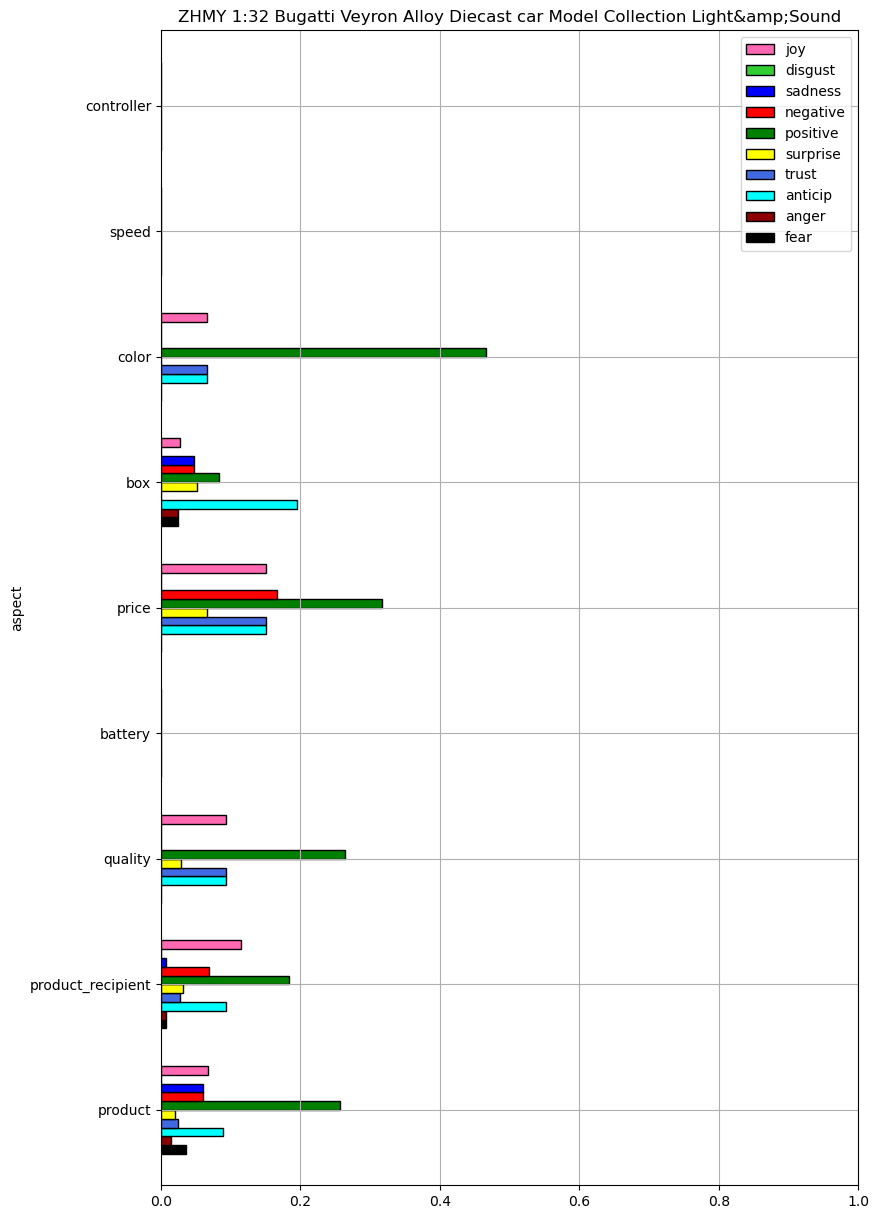 ZHMY 1:32 Bugatti Veyron Alloy Diecast car Model Collection Light&amp;Sound
joy
disgust
sadness
negative
positive
surprise
trust
anticip
anger
fear
controller
speed
color
box
price
battery
quality
product_recipient
product
aspect
0.0 0.2 0.4 0.6 0.8 1.0